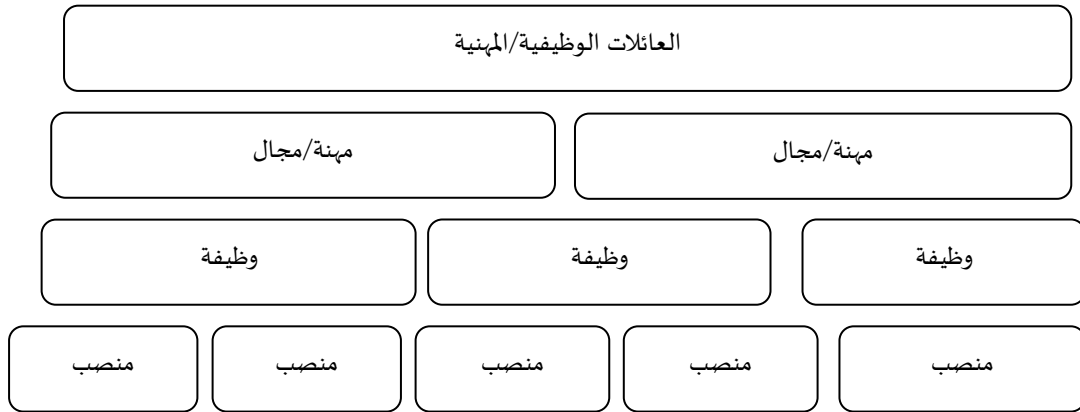 العائلات الوظيفية/المهنية
مهنة/مجال
مهنة/مجال
وظيفة
وظيفة
وظيفة
منصب
منصب
منصب
منصب
منصب